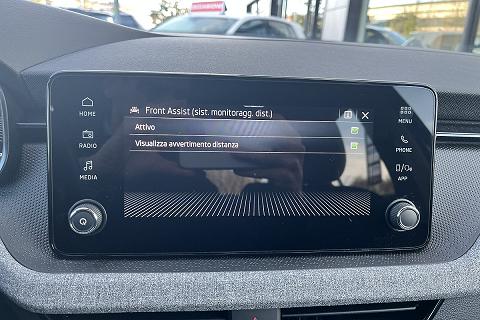 Front Assist (sist. monitoragg. dist.)
Attivo
Visualizza avvertimento distanza
HOME
RADIO
MEDIA
MENU
PHONE
APP